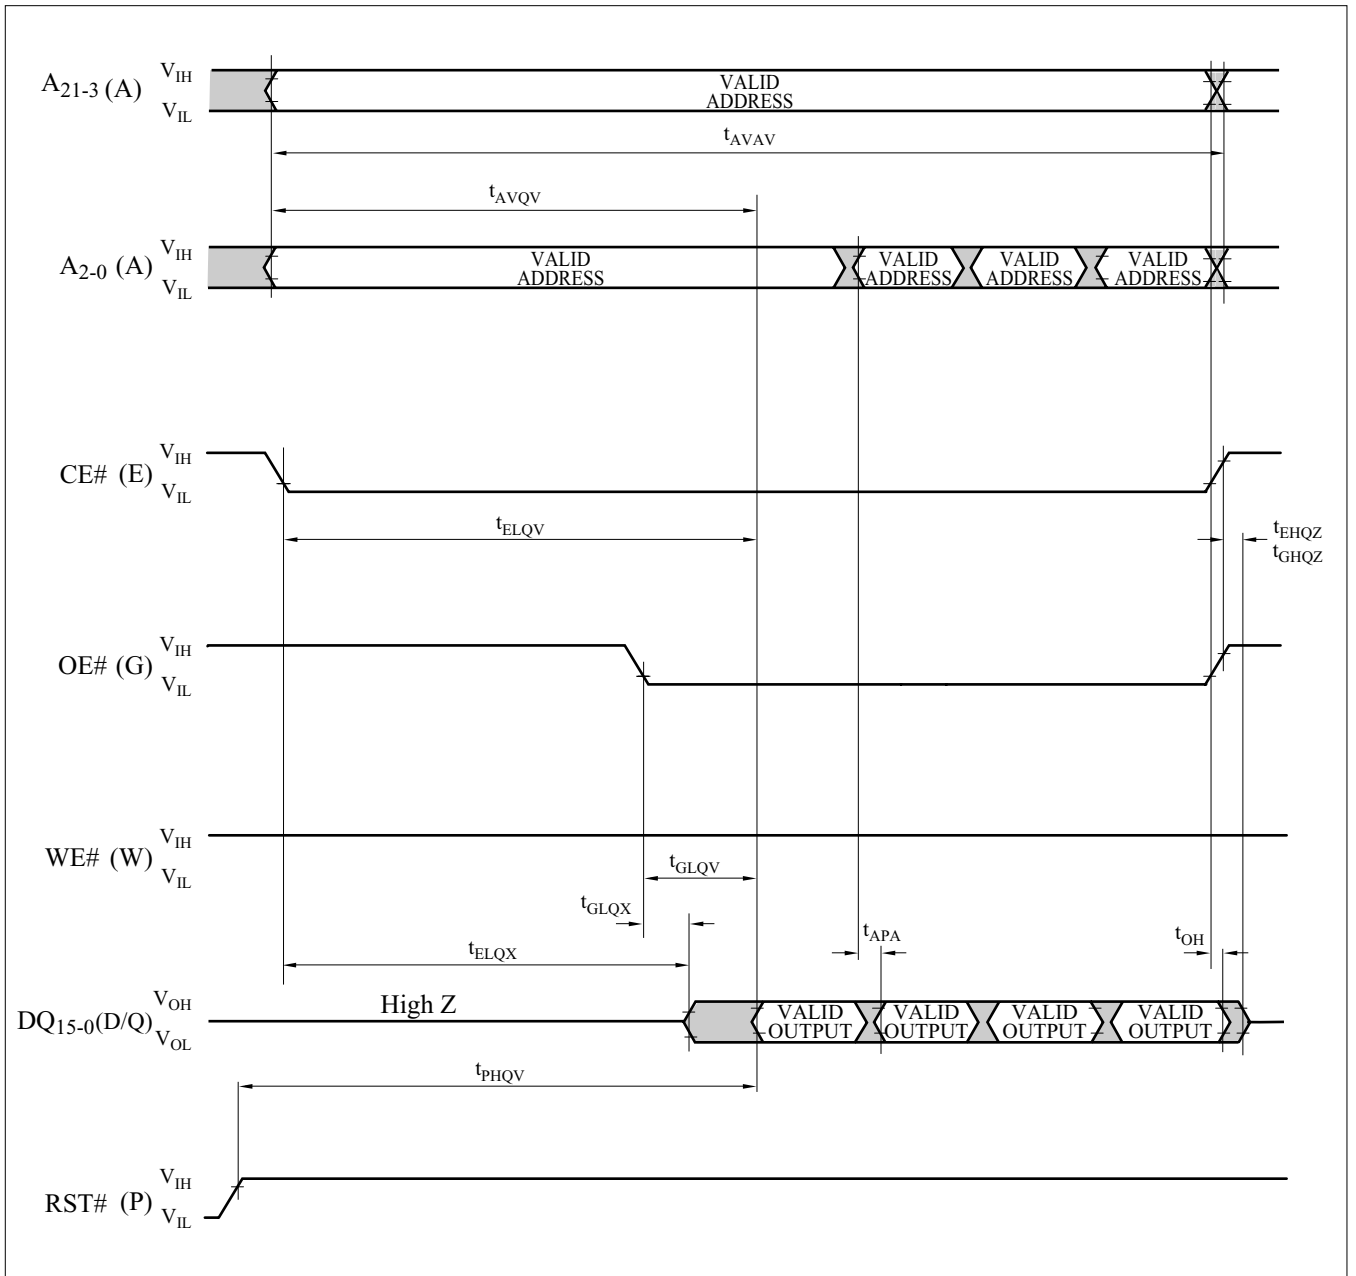 A21-3 (A) VIH VIL VALID ADDRESS
tAVAV
tAVQV
A2-0 (A) VIH VIL VALID ADDRESS VALID ADDRESS VALID ADDRESS VALID ADDRESS
CE# (E) VIH VIL
tELQV
tEHQZ
tGHQZ
OE# (G) VIH VIL
WE# (W) VIH VIL
tGLQV
tGLQX
tELQX
tAPA
tOH
DQ15-0(D/Q) VOH VOL High Z VALID OUTPUT VALID OUTPUT VALID OUTPUT VALID OUTPUT
tPHQV
RST# (P) VIH VIL